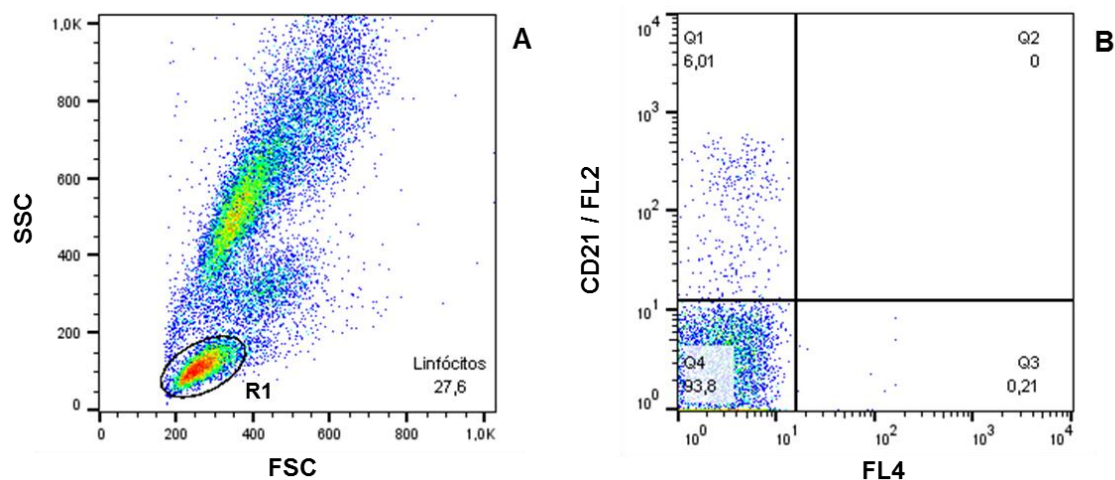 A
1,0K
800
600
400
200
0
SSC
Linfócitos
27,6
R1
0 200 400 600 800 1,0K
FSC
B
10^4
10^3
10^2
10^1
10^0
CD21 / FL2
Q1
6,01
Q2
0
Q4
93,8
Q3
0,21
10^0 10^1 10^2 10^3 10^4
FL4